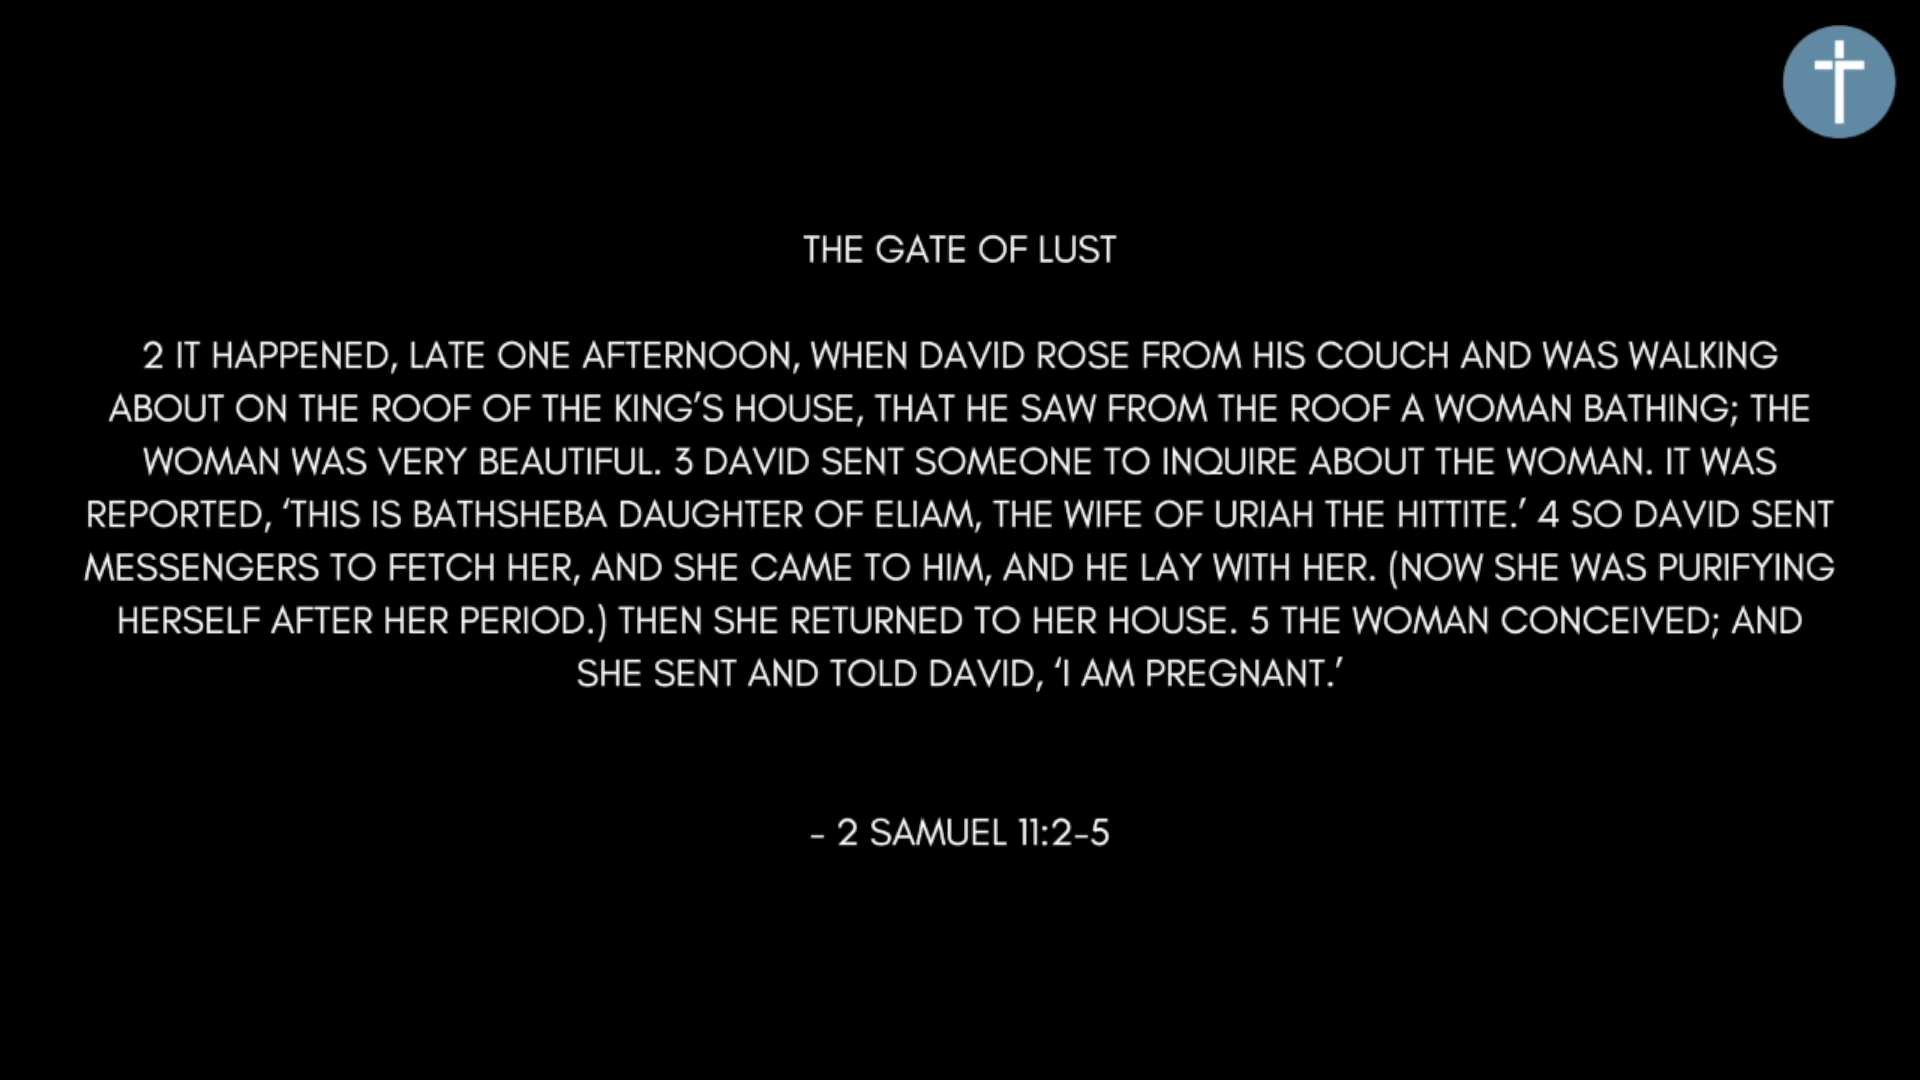 THE GATE OF LUST
2 IT HAPPENED, LATE ONE AFTERNOON, WHEN DAVID ROSE FROM HIS COUCH AND WAS WALKING
ABOUT ON THE ROOF OF THE KING’S HOUSE, THAT HE SAW FROM THE ROOF A WOMAN BATHING; THE
WOMAN WAS VERY BEAUTIFUL. 3 DAVID SENT SOMEONE TO INQUIRE ABOUT THE WOMAN. IT WAS
REPORTED, ‘THIS IS BATHSHEBA DAUGHTER OF ELIAM, THE WIFE OF URIAH THE HITTITE.’ 4 SO DAVID SENT
MESSENGERS TO FETCH HER, AND SHE CAME TO HIM, AND HE LAY WITH HER. (NOW SHE WAS PURIFYING
HERSELF AFTER HER PERIOD.) THEN SHE RETURNED TO HER HOUSE. 5 THE WOMAN CONCEIVED; AND
SHE SENT AND TOLD DAVID, ‘I AM PREGNANT.’
- 2 SAMUEL 11:2-5